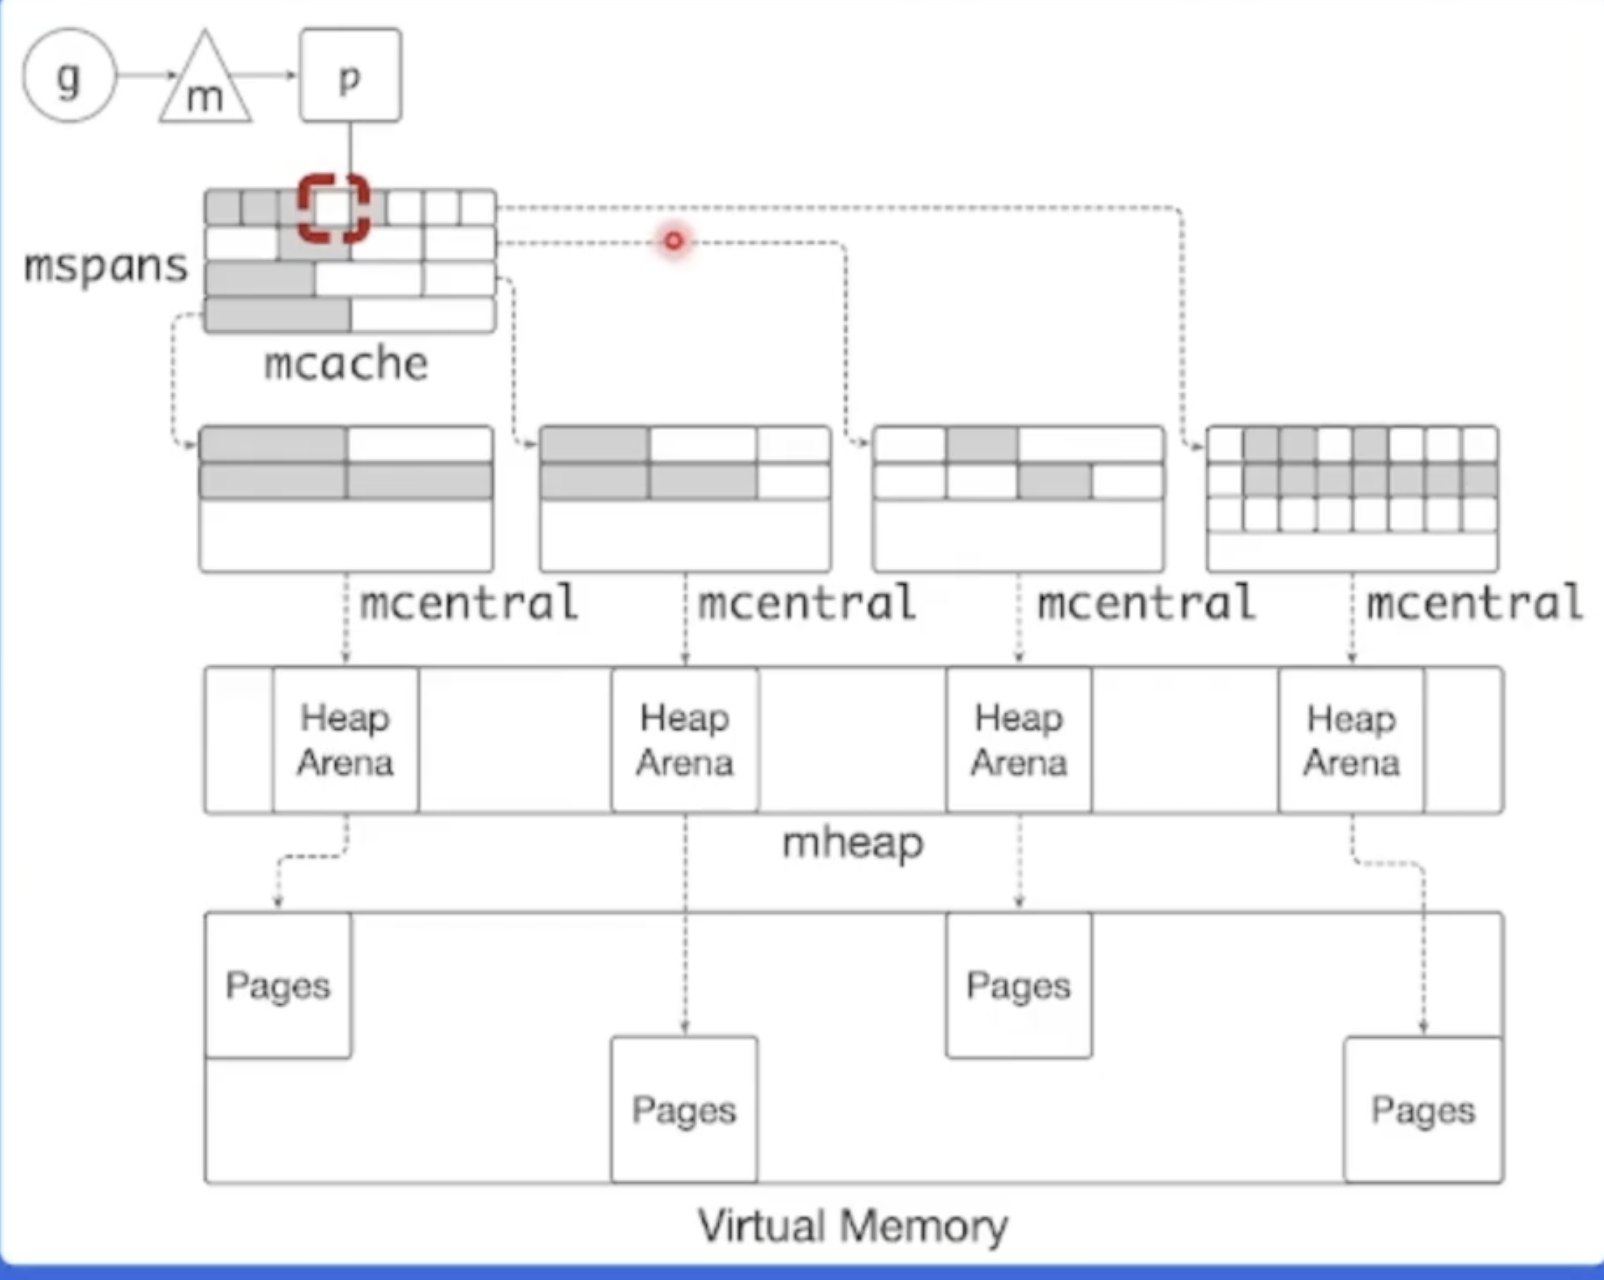 g
m
p
mspans
mcache
mcentral
mcentral
mcentral
mcentral
Heap
Arena
Heap
Arena
Heap
Arena
Heap
Arena
mheap
Pages
Pages
Pages
Pages
Virtual Memory